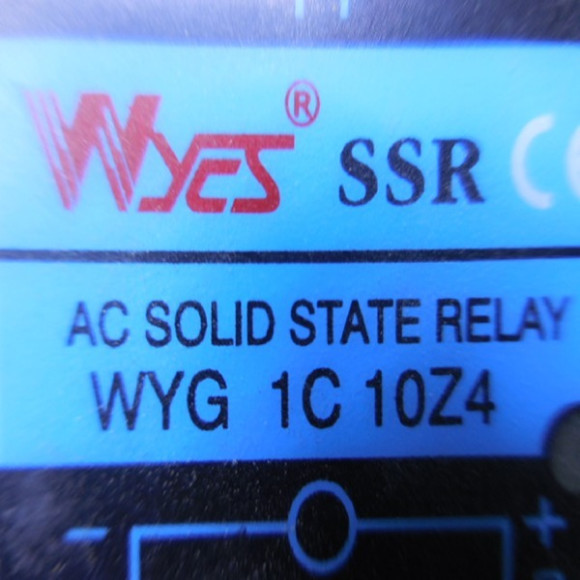 WYES® SSR CE
AC SOLID STATE RELAY
WYG 1C 10Z4
- +